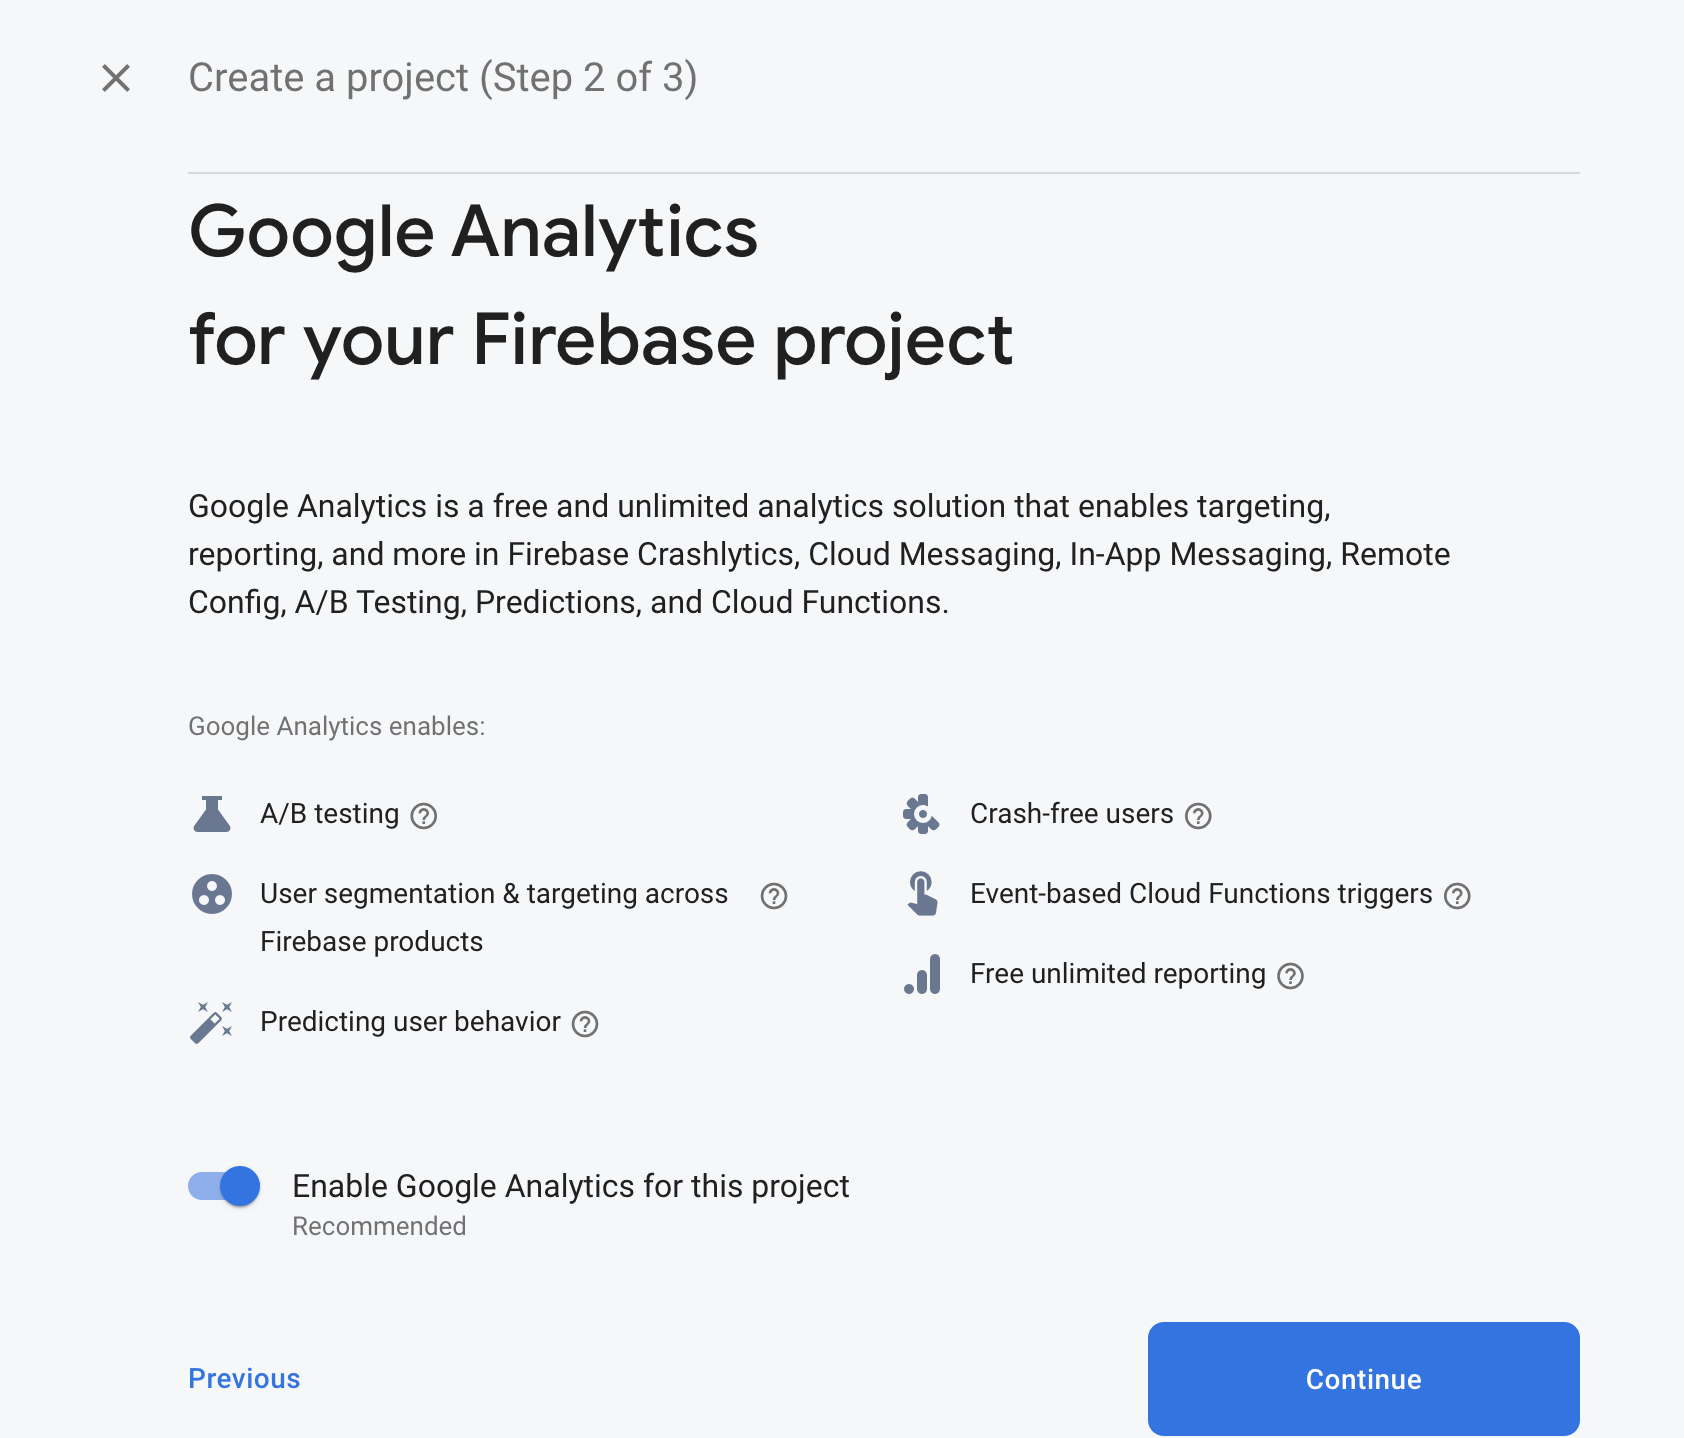 Create a project (Step 2 of 3)
Google Analytics
for your Firebase project
Google Analytics is a free and unlimited analytics solution that enables targeting,
reporting, and more in Firebase Crashlytics, Cloud Messaging, In-App Messaging, Remote
Config, A/B Testing, Predictions, and Cloud Functions.
Google Analytics enables:
A/B testing
User segmentation & targeting across
Firebase products
Predicting user behavior
Crash-free users
Event-based Cloud Functions triggers
Free unlimited reporting
Enable Google Analytics for this project
Recommended
Previous
Continue